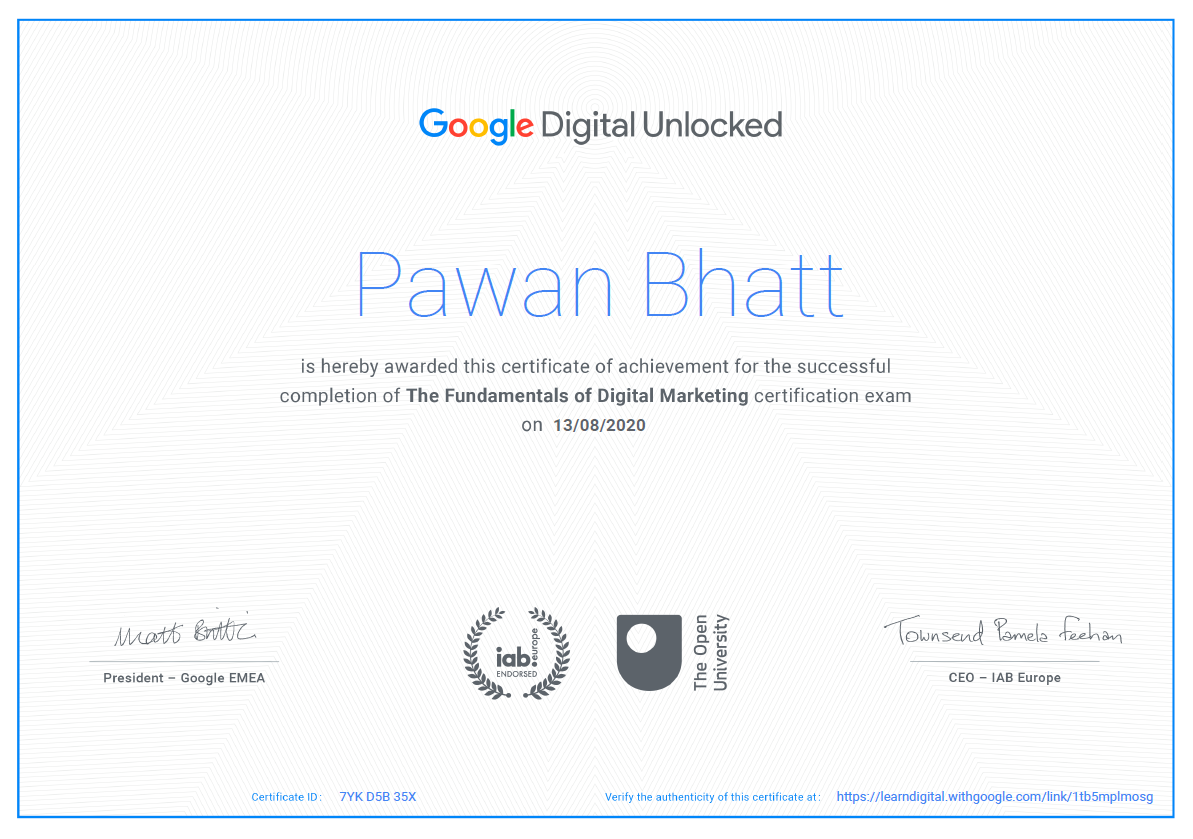 Google Digital Unlocked
Pawan Bhatt
is hereby awarded this certificate of achievement for the successful
completion of The Fundamentals of Digital Marketing certification exam
on 13/08/2020
Matt Brittin
President – Google EMEA
iab. europe
ENDORSED
The Open
University
Townsend Pamela Feehan
CEO – IAB Europe
Certificate ID: 7YK D5B 35X
Verify the authenticity of this certificate at: https://learndigital.withgoogle.com/link/1tb5mplmosg